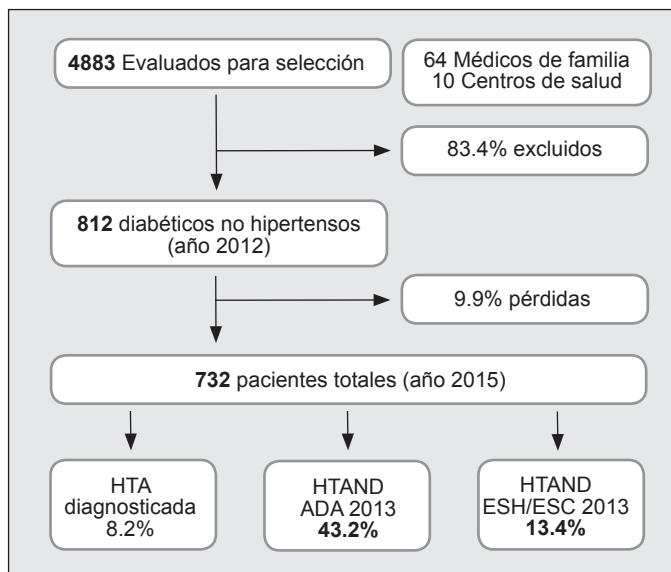 4883 Evaluados para selección
64 Médicos de familia
10 Centros de salud
83.4% excluidos
812 diabéticos no hipertensos
(año 2012)
9.9% pérdidas
732 pacientes totales (año 2015)
HTA
diagnosticada
8.2%
HTAND
ADA 2013
43.2%
HTAND
ESH/ESC 2013
13.4%